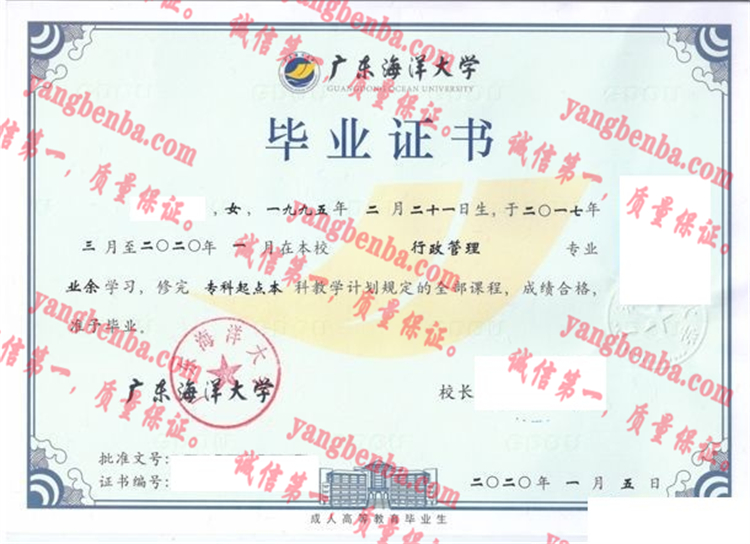 广东海洋大学
GUANGDONG OCEAN UNIVERSITY
毕业证书
，女，一九九五年 二 月 二十一日生，于二〇一七年
三 月至二〇二〇年 一 月在本校 行政管理 专业
业余学习，修完 专科起点本 科教学计划规定的全部课程，成绩合格，
准予毕业。
广东海洋大学
校长
批准文号：
证书编号：
二〇二〇年 一 月 五 日
成人高等教育毕业生
yangbenba.com
诚信第一，质量保证。